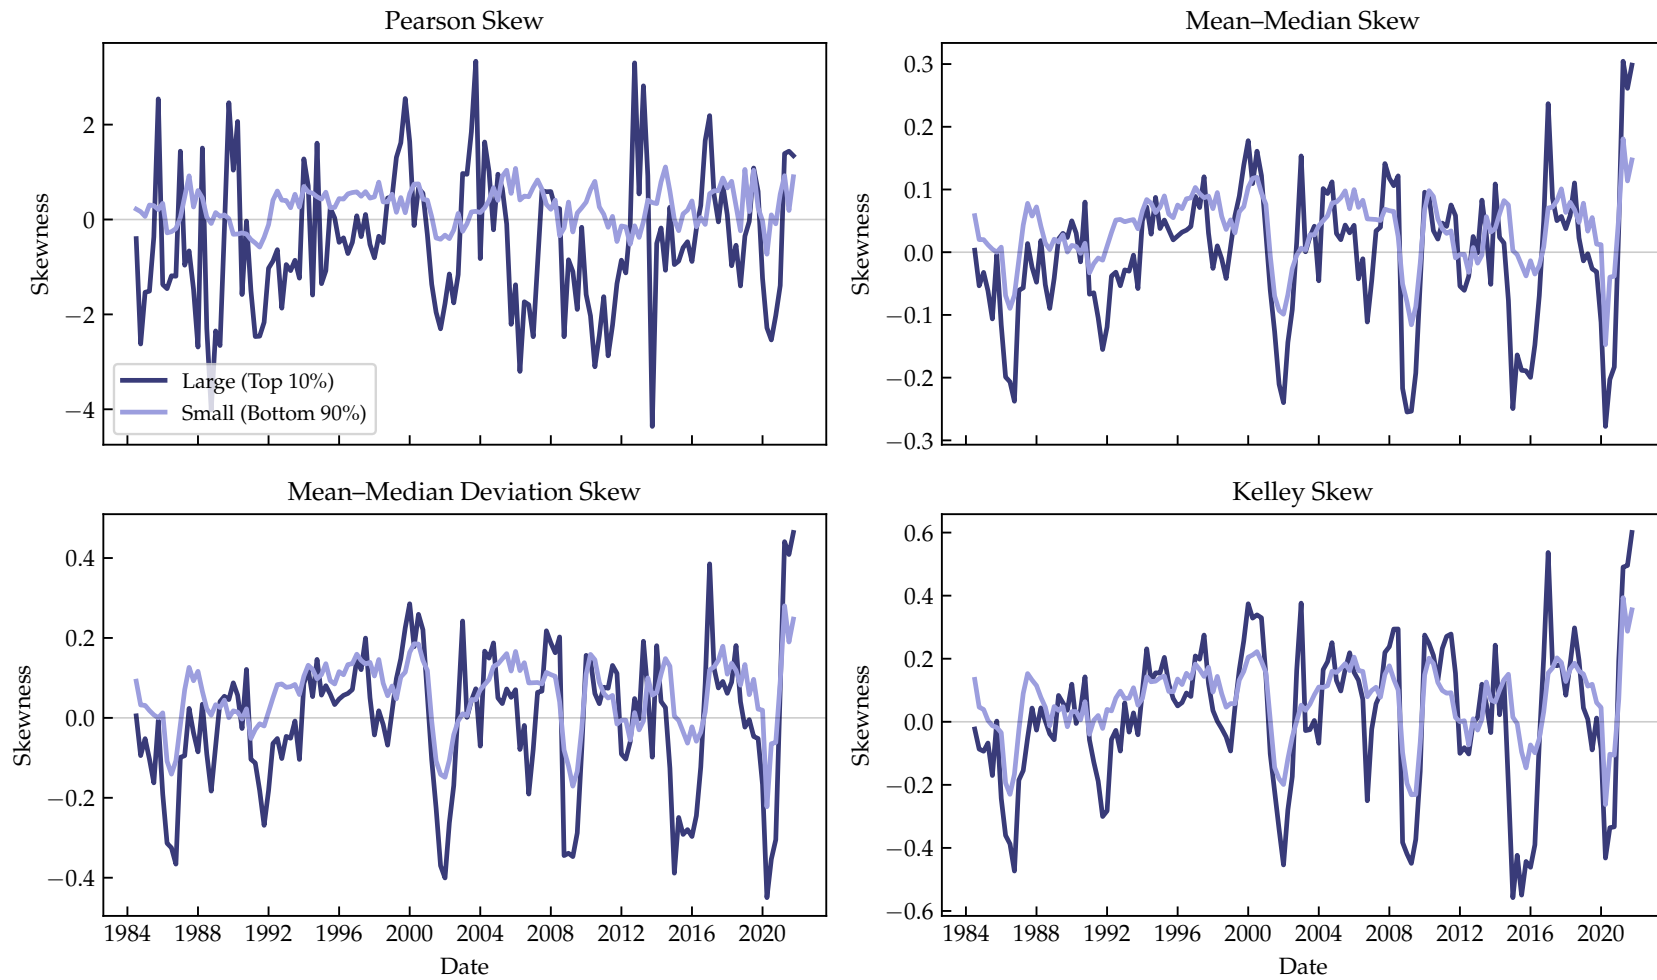 Pearson Skew
Mean–Median Skew
Skewness
2
0
−2
−4
Large (Top 10%)
Small (Bottom 90%)
Skewness
0.3
0.2
0.1
0.0
−0.1
−0.2
−0.3
Mean–Median Deviation Skew
Kelley Skew
Skewness
0.4
0.2
0.0
−0.2
−0.4
1984 1988 1992 1996 2000 2004 2008 2012 2016 2020
Date
Skewness
0.6
0.4
0.2
0.0
−0.2
−0.4
−0.6
1984 1988 1992 1996 2000 2004 2008 2012 2016 2020
Date